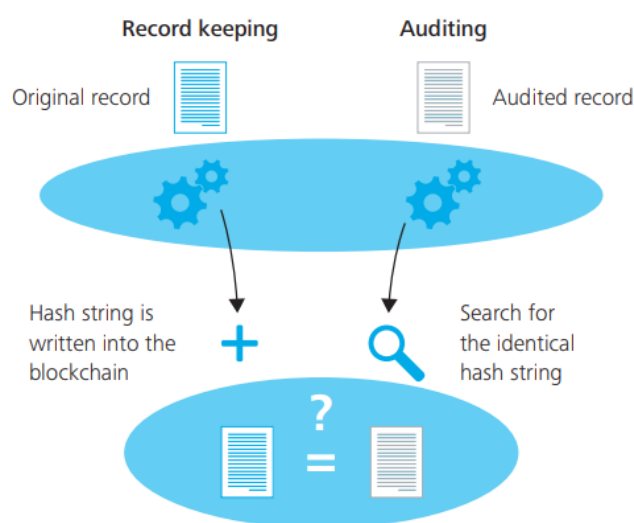 Record keeping
Auditing
Original record
Audited record
Hash string is
written into the
blockchain
Search for
the identical
hash string
?
=